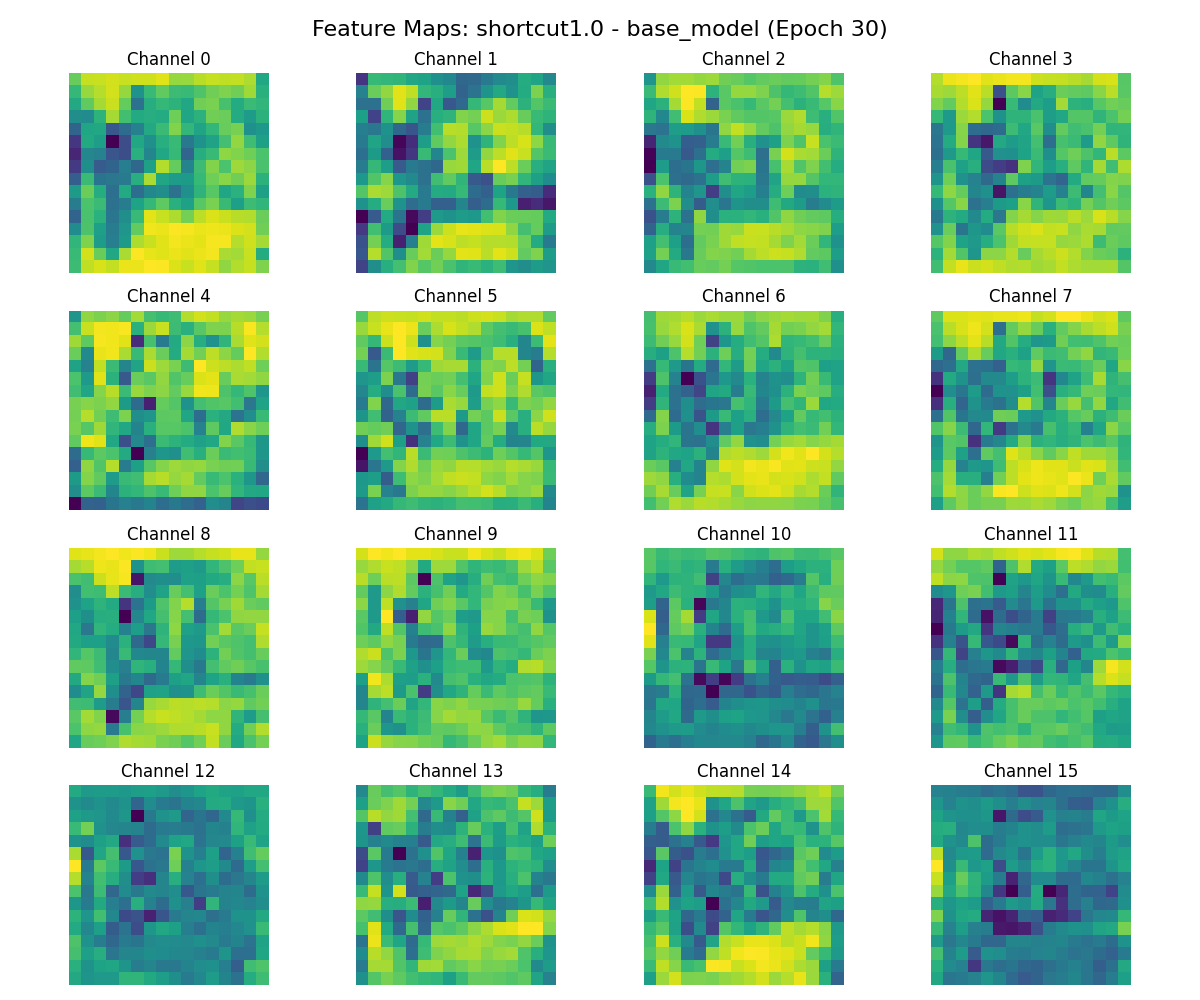 Feature Maps: shortcut1.0 - base_model (Epoch 30)
Channel 0
Channel 1
Channel 2
Channel 3
Channel 4
Channel 5
Channel 6
Channel 7
Channel 8
Channel 9
Channel 10
Channel 11
Channel 12
Channel 13
Channel 14
Channel 15